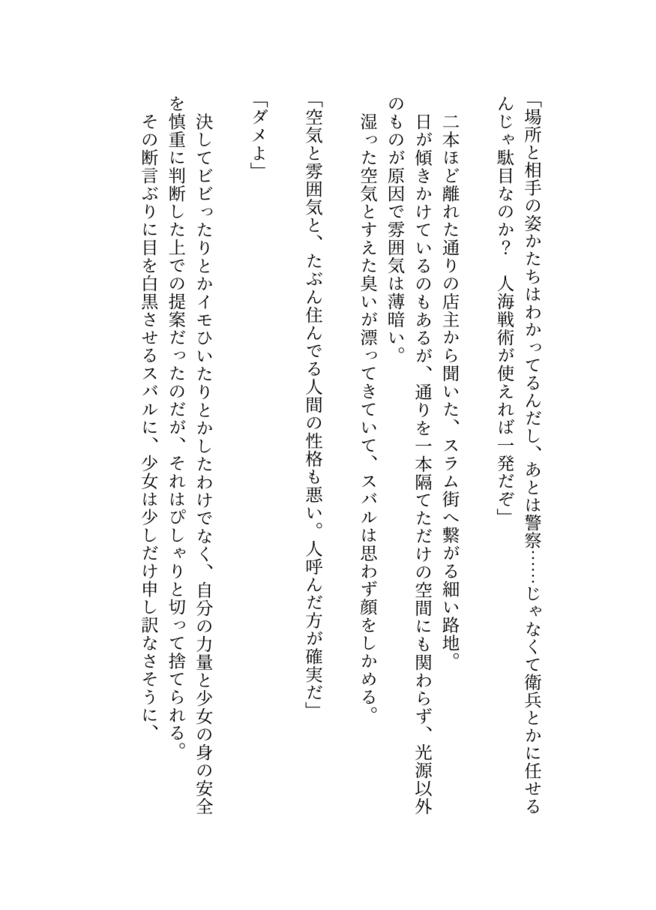 「場所と相手の姿かたちはわかってるんだし、あとは警察……じゃなくて衛兵とかに任せる
んじゃ駄目なのか？　人海戦術が使えれば一発だぞ」
二本ほど離れた通りの店主から聞いた、スラム街へ繋がる細い路地。
日が傾きかけているのもあるが、通りを一本隔てただけの空間にも関わらず、光源以外
のものが原因で雰囲気は薄暗い。
湿った空気とすえた臭いが漂ってきていて、スバルは思わず顔をしかめる。
「空気と雰囲気と、たぶん住んでる人間の性格も悪い。人呼んだ方が確実だ」
「ダメよ」
決してビビったりとかイモひいたりとかしたわけでなく、自分の力量と少女の身の安全
を慎重に判断した上での提案だったのだが、それはぴしゃりと切って捨てられる。
その断言ぶりに目を白黒させるスバルに、少女は少しだけ申し訳なさそうに、